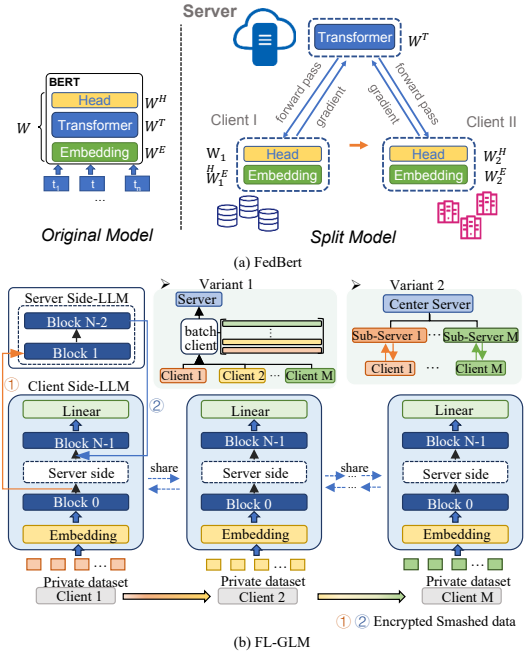 Server
Transformer
W^T
BERT
Head
W^H
W
Transformer
W^T
Embedding
W^E
t_1
t
t_n
...
Original Model
forward pass
gradient
gradient
forward pass
Client I
Client II
W_1^H
Head
W_1^E
Embedding
Head
W_2^H
Embedding
W_2^E
Split Model
(a) FedBert
Server Side-LLM
Block N-2
Block 1
①
②
Variant 1
Server
batch client
Client 1
Client 2
...
Client M
Variant 2
Center Server
Sub-Server 1
...
Sub-Server M
Client 1
...
Client M
Client Side-LLM
Linear
Block N-1
Server side
Block 0
Embedding
...
Private dataset
Client 1
share
Linear
Block N-1
Server side
Block 0
Embedding
...
Private dataset
Client 2
...
share
Linear
Block N-1
Server side
Block 0
Embedding
...
Private dataset
Client M
① ② Encrypted Smashed data
(b) FL-GLM